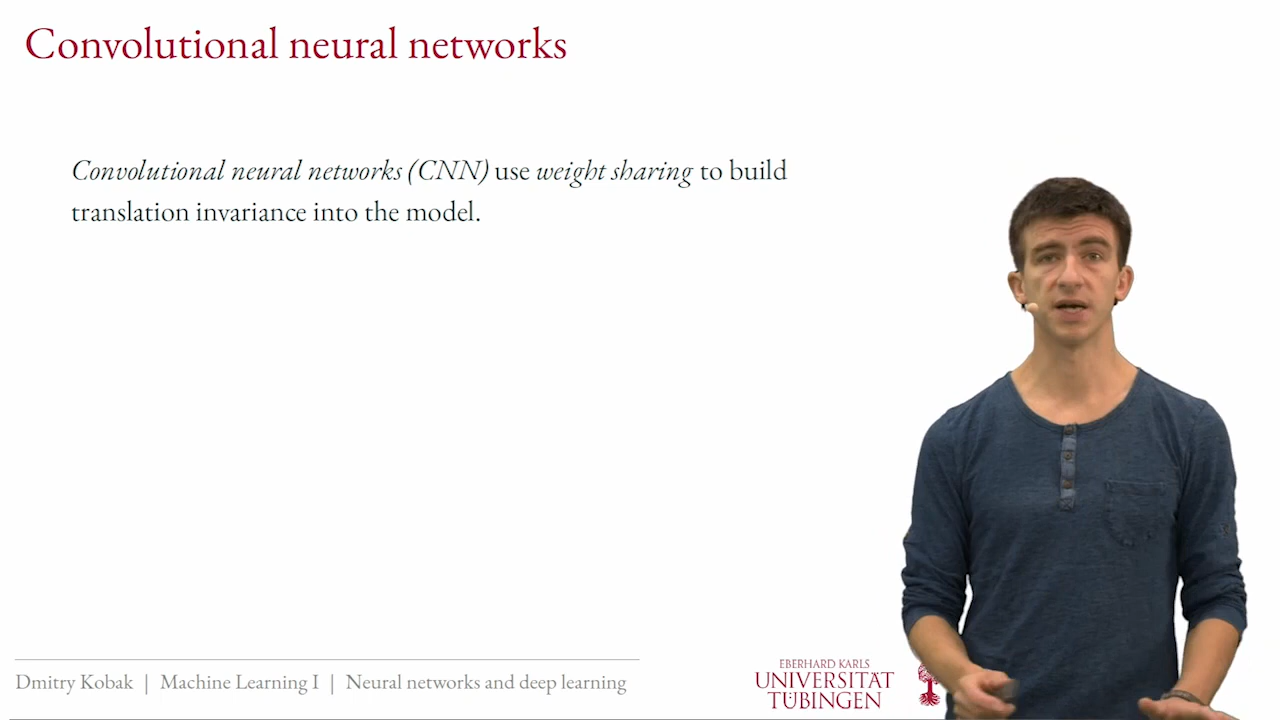 Convolutional neural networks
Convolutional neural networks (CNN) use weight sharing to build
translation invariance into the model.
Dmitry Kobak | Machine Learning I | Neural networks and deep learning
EBERHARD KARLS
UNIVERSITÄT
TÜBINGEN